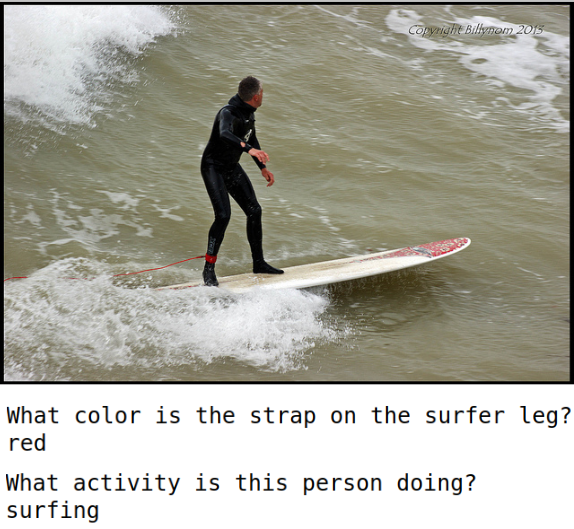 Copyright Billynom 2013
What color is the strap on the surfer leg?
red
What activity is this person doing?
surfing